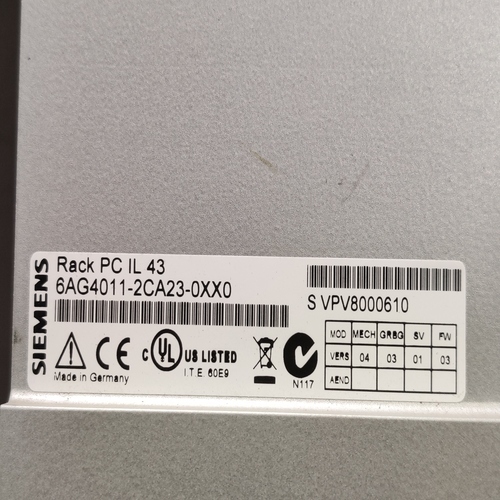 SIEMENS
Rack PC IL 43
6AG4011-2CA23-0XX0
S VPV8000610
C UL US LISTED
I.T.E. 60E9
N117
Made in Germany
MOD MECH GRBG SV FW
VERS 04 03 01 03
AEND